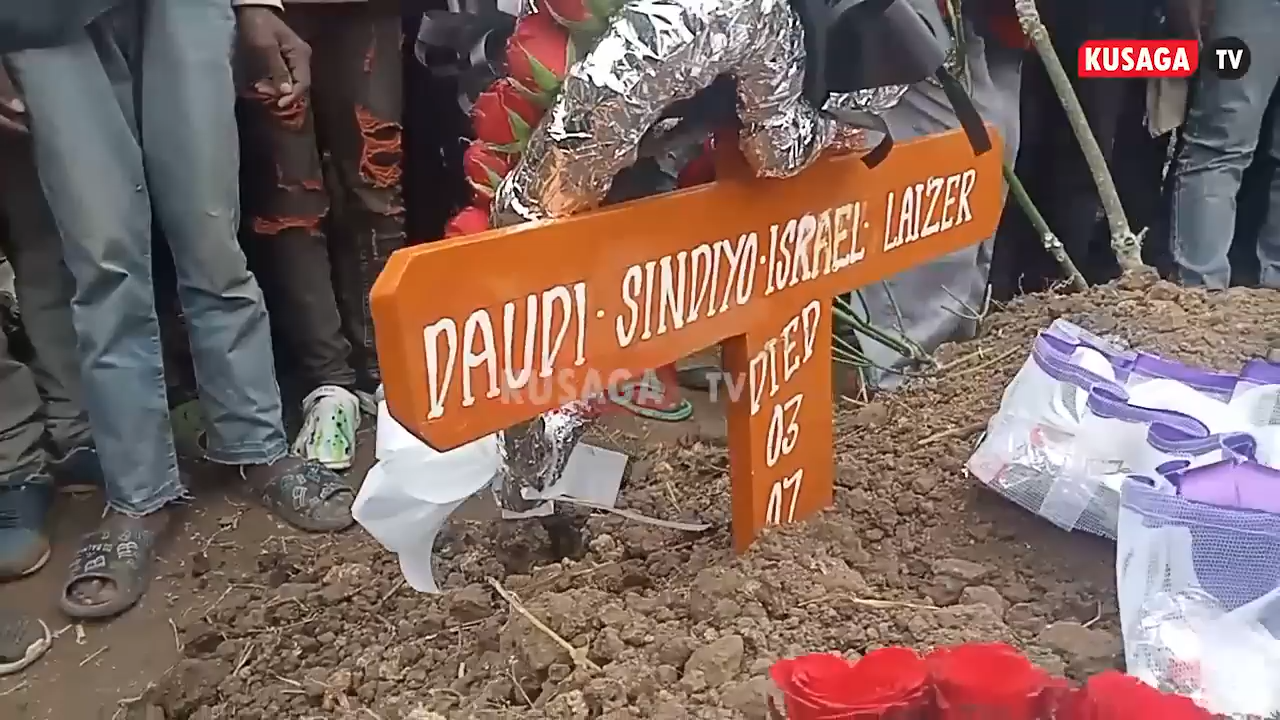 KUSAGA TV
DAUDI · SINDIYO · ISRAEL · LAIZER
DIED
03
07
KUSAGA TV